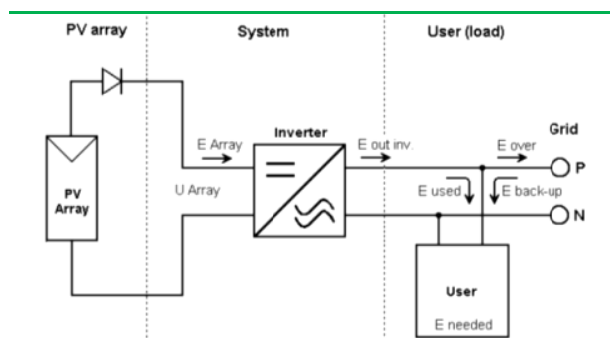 PV array
System
User (load)
Inverter
Grid
E Array
E out inv.
E over
P
PV
Array
U Array
E used
E back-up
N
User
E needed